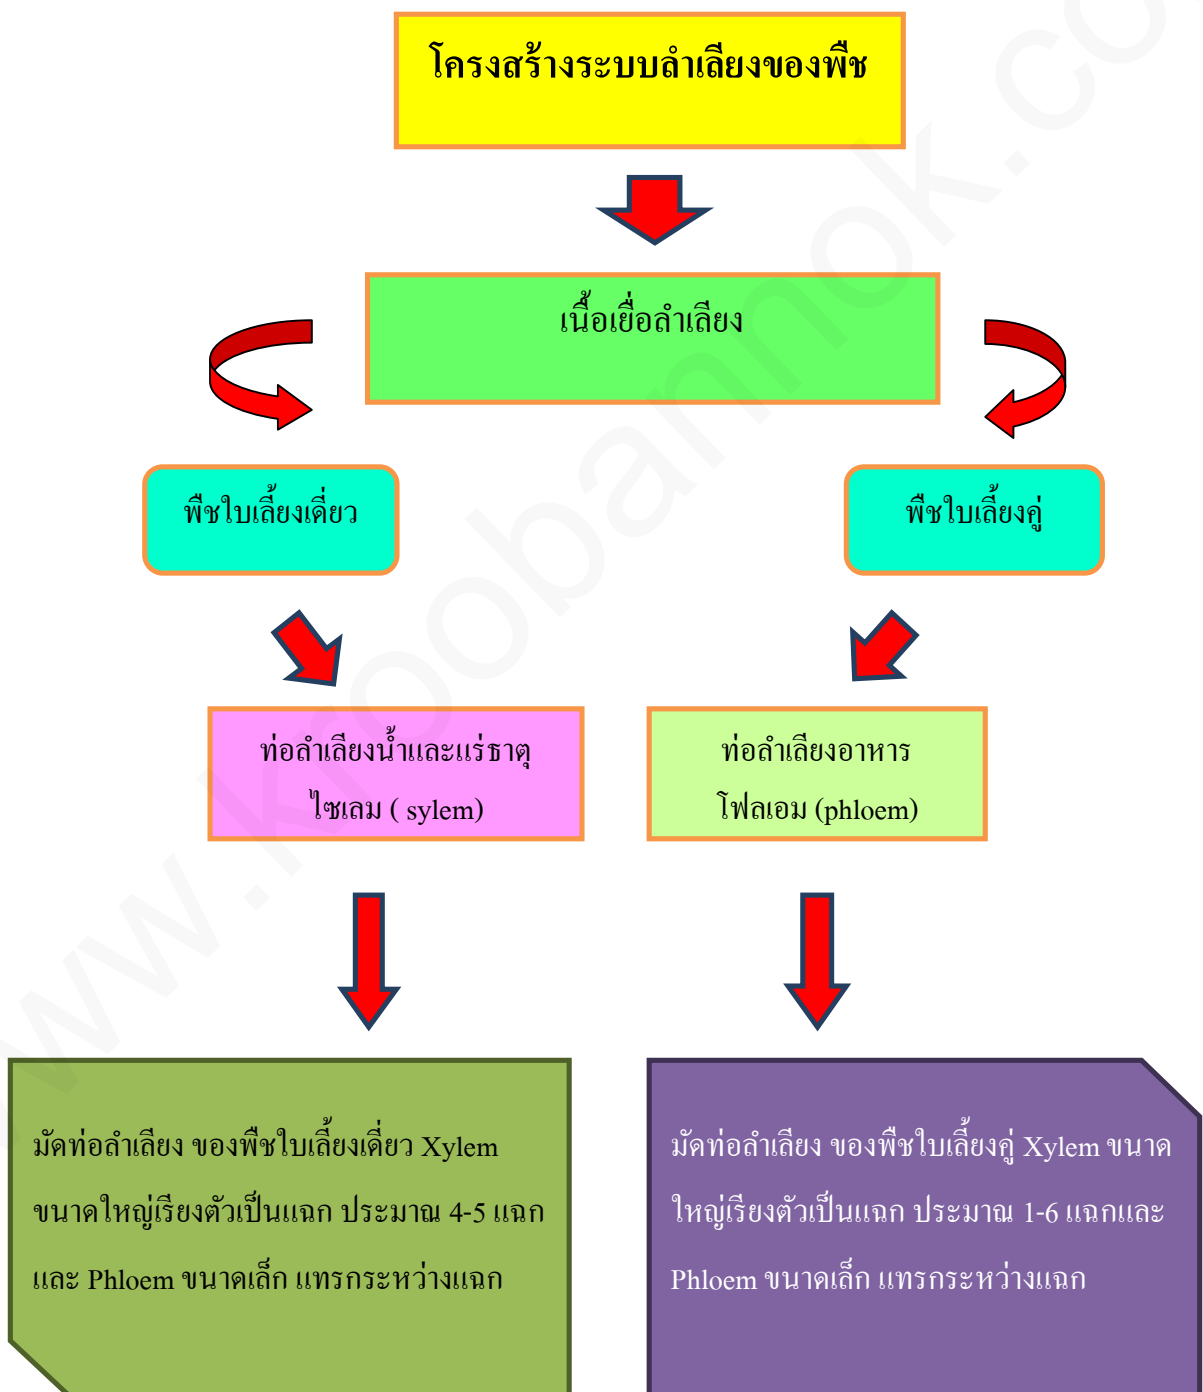 โครงสร้างระบบลำเลียงของพืช
เนื้อเยื่อลำเลียง
พืชใบเลี้ยงเดี่ยว
พืชใบเลี้ยงคู่
ท่อลำเลียงน้ำและแร่ธาตุ
ไซเลม ( sylem)
ท่อลำเลียงอาหาร
โฟลเอม (phloem)
มัดท่อลำเลียง ของพืชใบเลี้ยงเดี่ยว Xylem
ขนาดใหญ่เรียงตัวเป็นแฉก ประมาณ 4-5 แฉก
และ Phloem ขนาดเล็ก แทรกระหว่างแฉก
มัดท่อลำเลียง ของพืชใบเลี้ยงคู่ Xylem ขนาด
ใหญ่เรียงตัวเป็นแฉก ประมาณ 1-6 แฉกและ
Phloem ขนาดเล็ก แทรกระหว่างแฉก
www.kroobannok.com